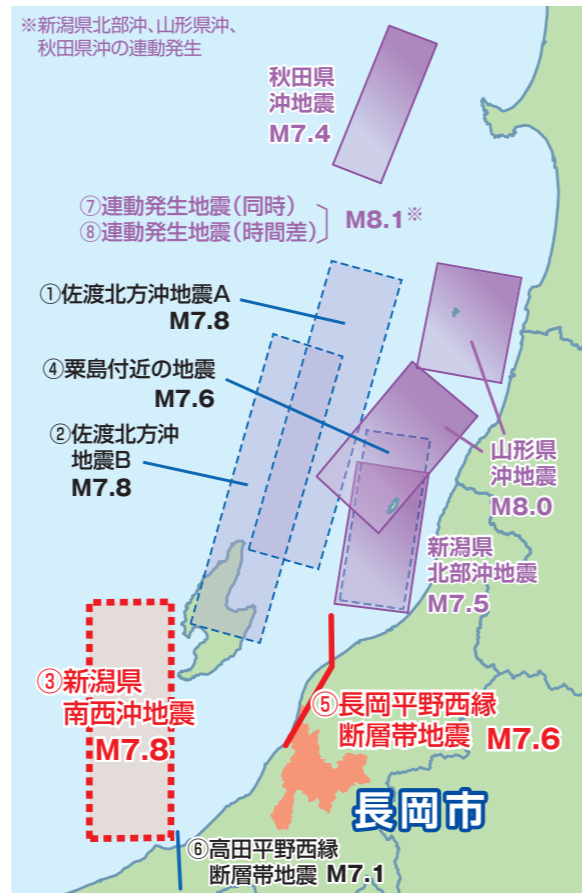 ※新潟県北部沖、山形県沖、
秋田県沖の連動発生
秋田県
沖地震
M7.4
⑦連動発生地震(同時)
⑧連動発生地震(時間差)
M8.1※
①佐渡北方沖地震A
M7.8
④粟島付近の地震
M7.6
②佐渡北方沖
地震B
M7.8
山形県
沖地震
M8.0
新潟県
北部沖地震
M7.5
③新潟県
南西沖地震
M7.8
⑤長岡平野西縁
断層帯地震 M7.6
長岡市
⑥高田平野西縁
断層帯地震 M7.1